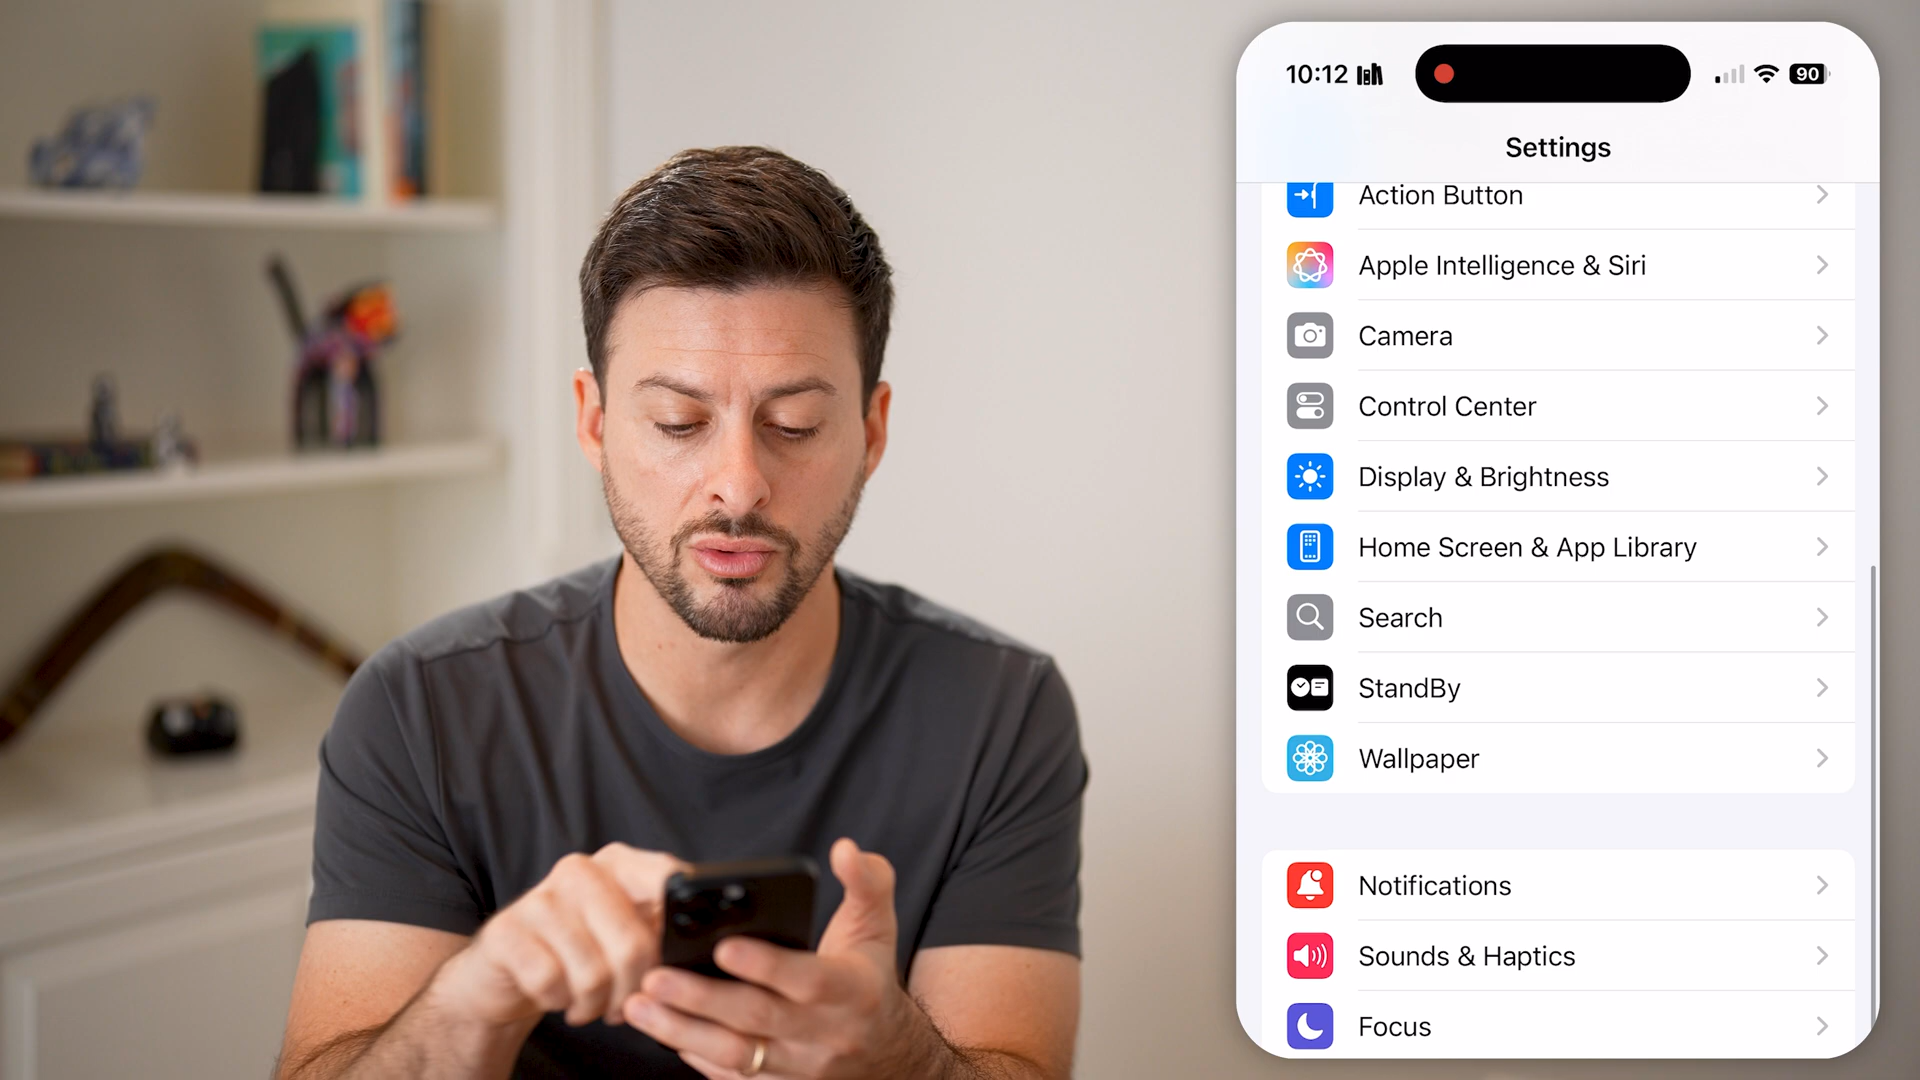 10:12
90
Settings
Action Button
Apple Intelligence & Siri
Camera
Control Center
Display & Brightness
Home Screen & App Library
Search
StandBy
Wallpaper
Notifications
Sounds & Haptics
Focus